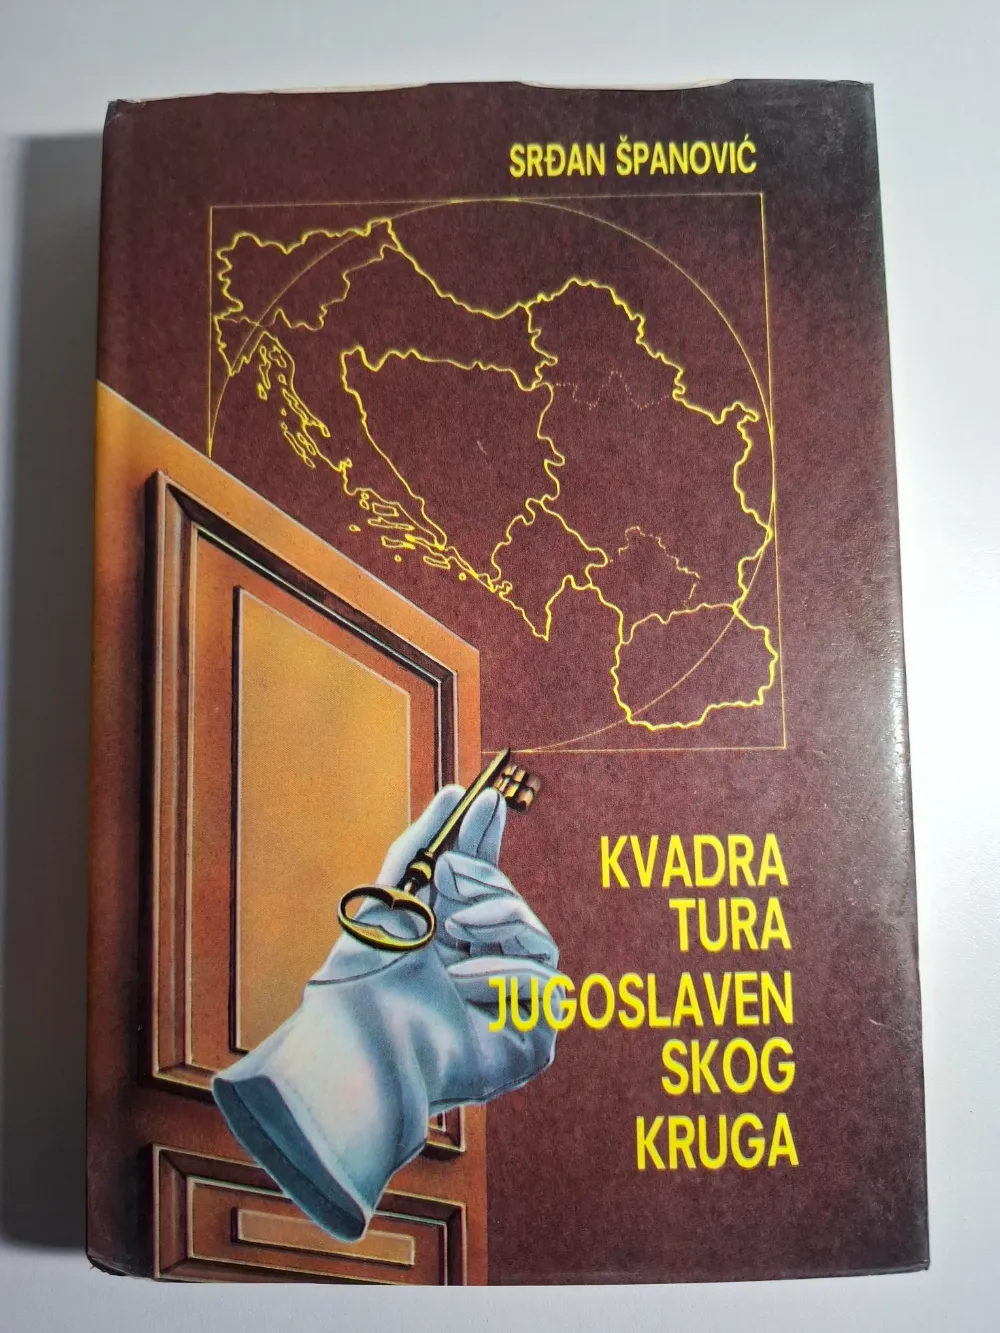 SRĐAN ŠPANOVIĆ
KVADRA
TURA
JUGOSLAVEN
SKOG
KRUGA